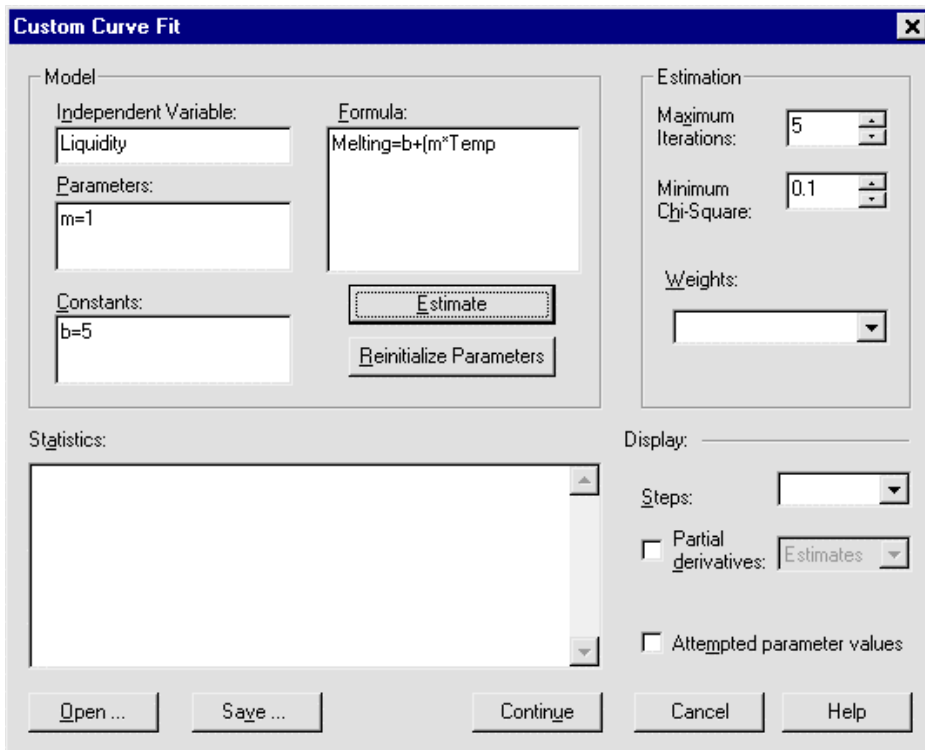 Custom Curve Fit
Model
Independent Variable:
Liquidity
Parameters:
m=1
Constants:
b=5
Formula:
Melting=b+(m*Temp
Estimate
Reinitialize Parameters
Estimation
Maximum
Iterations:
5
Minimum
Chi-Square:
0.1
Weights:
Statistics:
Display:
Steps:
Partial
derivatives:
Estimates
Attempted parameter values
Open ...
Save ...
Continue
Cancel
Help